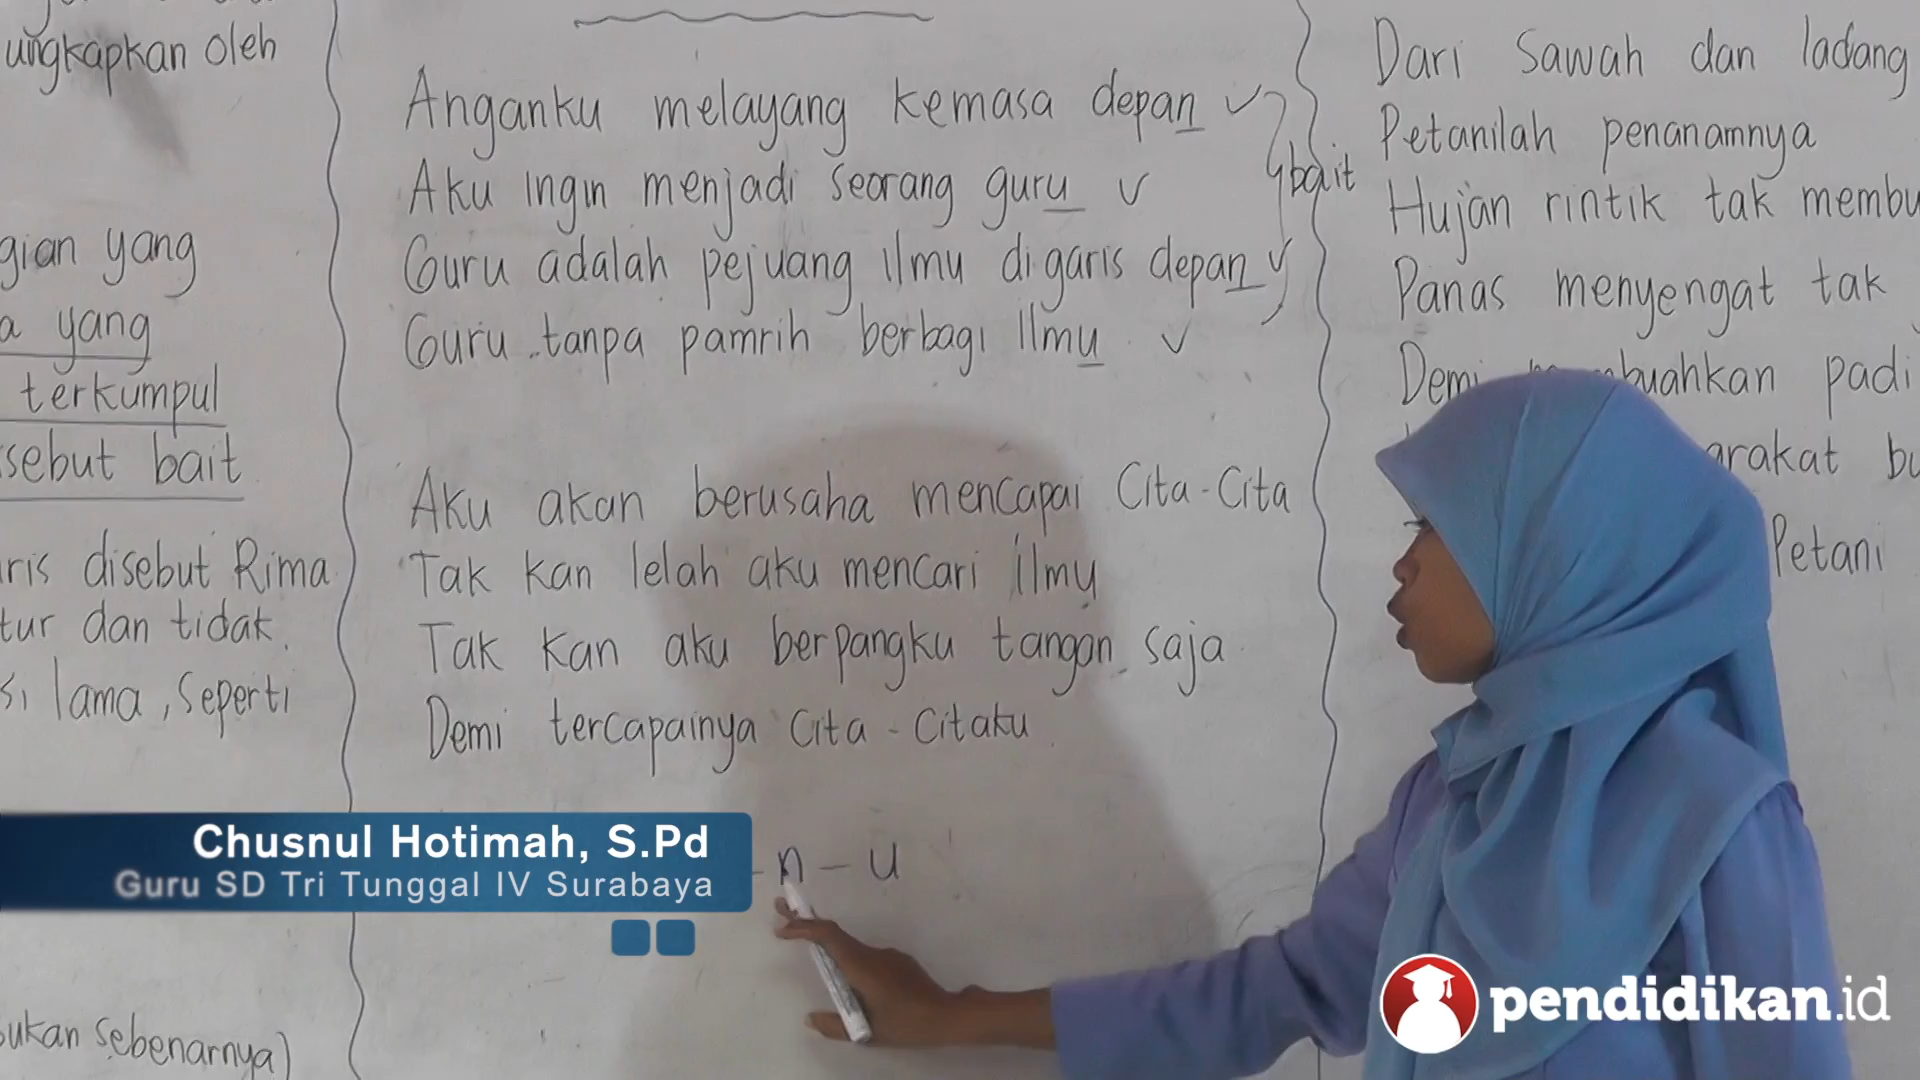 ungkapkan oleh
gian yang
a yang
terkumpul
sebut bait
ris disebut Rima
tur dan tidak.
lama, seperti
bukan sebenarnya)
Anganku melayang kemasa depan
Aku ingin menjadi seorang guru
Guru adalah pejuang ilmu digaris depan
Guru tanpa pamrih berbagi ilmu
bait
Aku akan berusaha mencapai Cita-Cita
Tak kan lelah aku mencari ilmu
Tak kan aku berpangku tangan saja
Demi tercapainya Cita-Citaku
- n - u
Dari Sawah dan ladang
Petanilah penanamnya
Hujan rintik tak membu
Panas menyengat tak
Demi buahkan padi
arakat bu
Petani
Chusnul Hotimah, S.Pd
Guru SD Tri Tunggal IV Surabaya
pendidikan.id